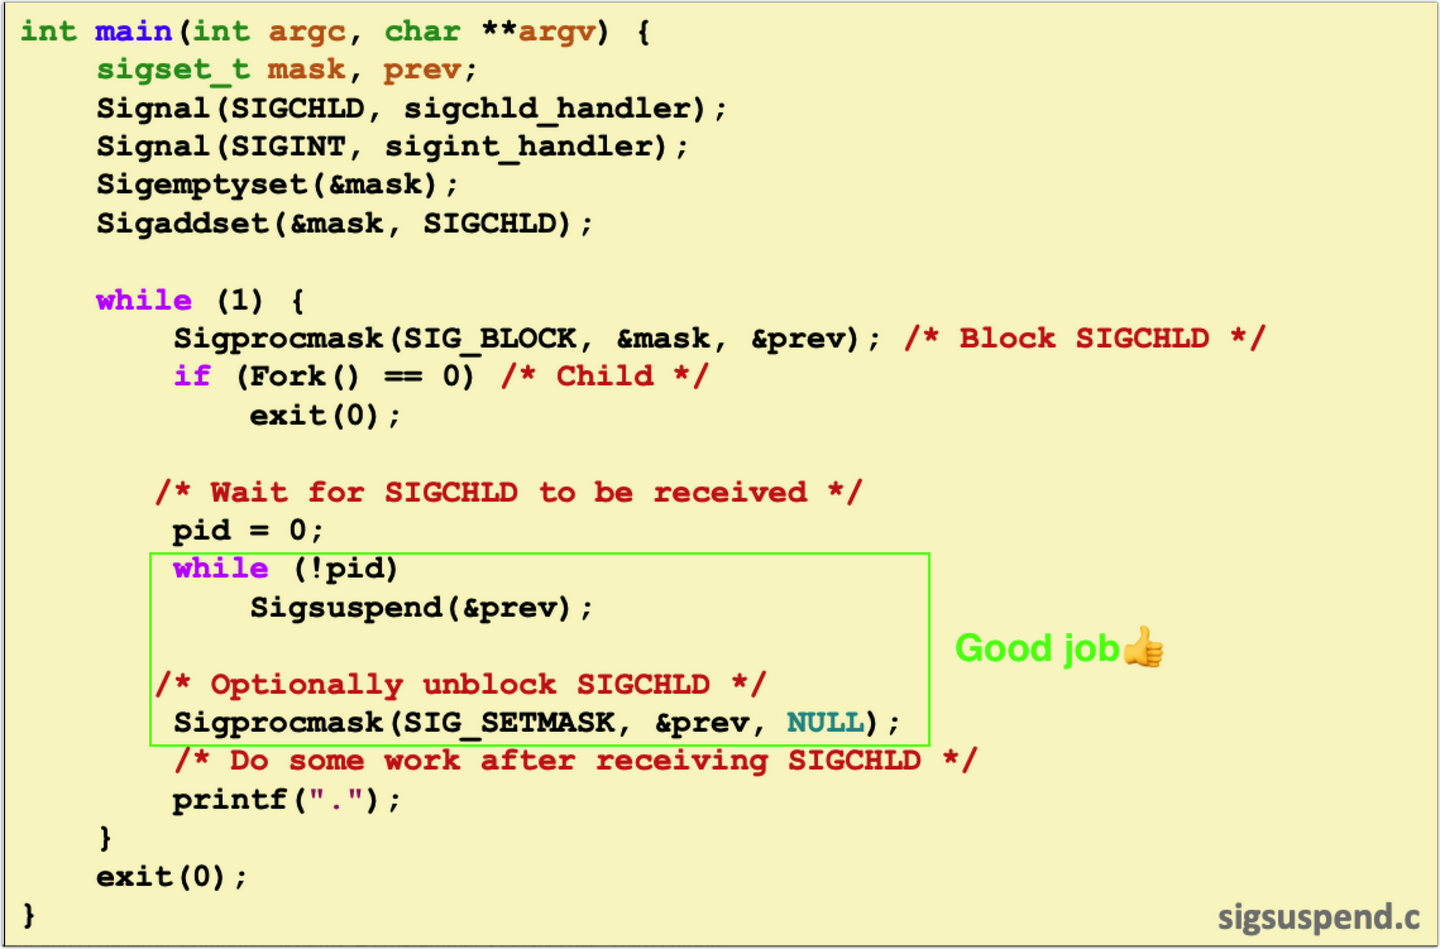 int main(int argc, char **argv) {
    sigset_t mask, prev;
    Signal(SIGCHLD, sigchld_handler);
    Signal(SIGINT, sigint_handler);
    Sigemptyset(&mask);
    Sigaddset(&mask, SIGCHLD);

    while (1) {
        Sigprocmask(SIG_BLOCK, &mask, &prev); /* Block SIGCHLD */
        if (Fork() == 0) /* Child */
            exit(0);

       /* Wait for SIGCHLD to be received */
        pid = 0;
        while (!pid)
            Sigsuspend(&prev);
Good job👍
       /* Optionally unblock SIGCHLD */
        Sigprocmask(SIG_SETMASK, &prev, NULL);
        /* Do some work after receiving SIGCHLD */
        printf(".");
    }
    exit(0);
}
sigsuspend.c